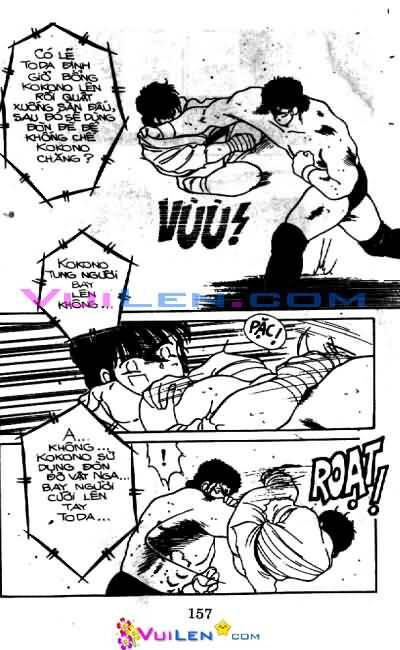 CÓ LẼ
TODA ĐỊNH
GIỞ BỔNG
KOKONO LÊN
RỒI QUẬT
XUỐNG SÀN ĐẤU,
SAU ĐÓ SẼ DÙNG
ĐÒN ĐÈ ĐỂ
KHỐNG CHẾ
KOKONO
CHĂNG?
VÙÙ!
KOKONO
TUNG NGƯỜI
BAY
LÊN
KHÔNG...
VUILEN.COM
PẶC!
A...
KHÔNG...
KOKONO SỬ
DỤNG ĐÒN
ĐÔ VẬT NGA...
BAY NGƯỜI
CƯỠI LÊN
TAY
TODA...
!
ROẠT!
157
VUILEN.COM